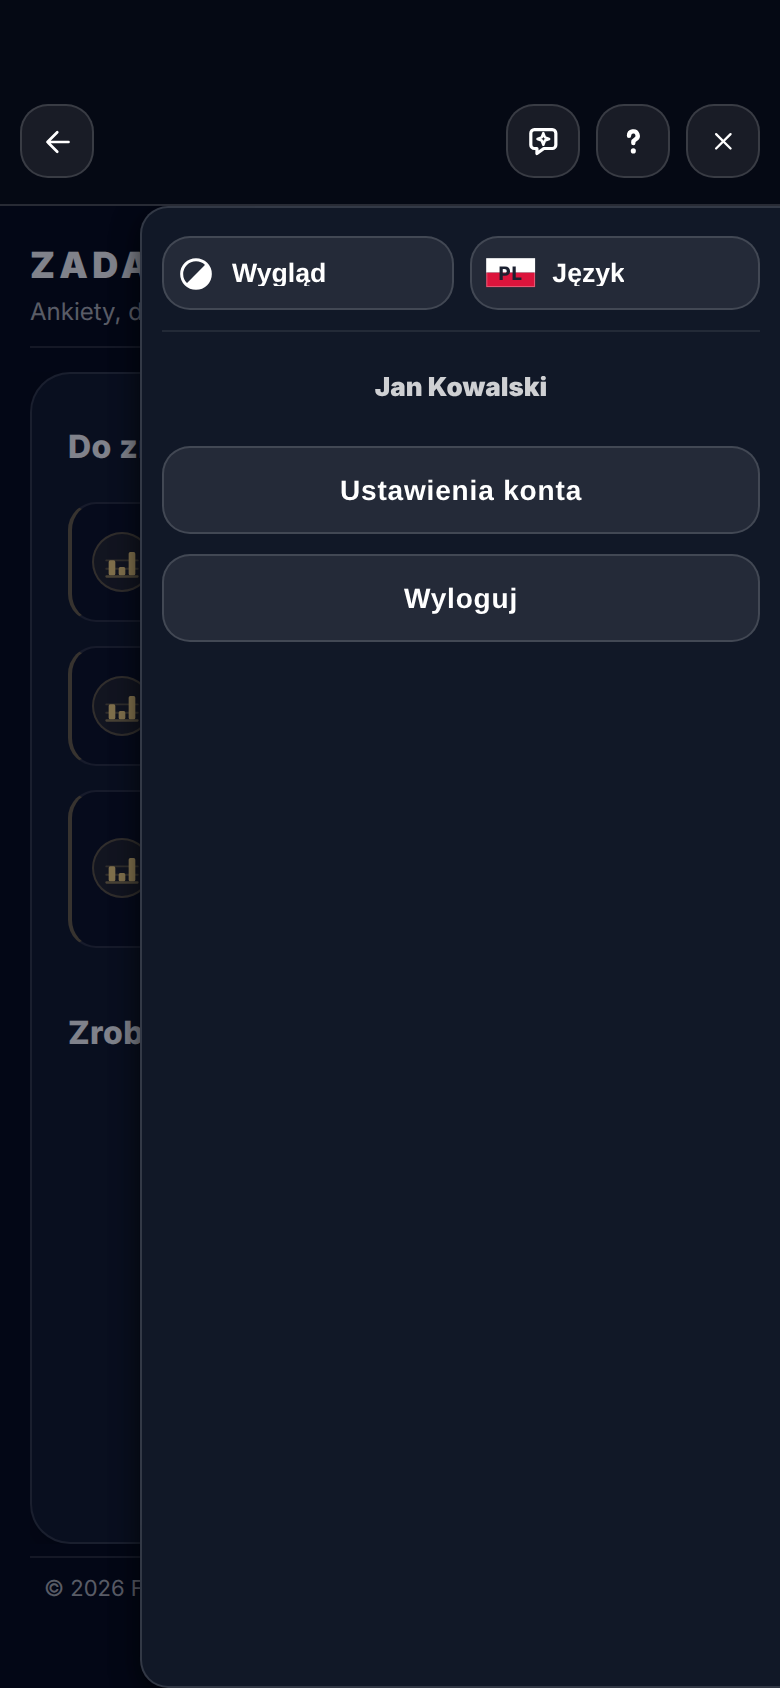 Wygląd
PL Język
ZADA
Ankiety, d
Jan Kowalski
Do z
Ustawienia konta
Wyloguj
Zrob
© 2026 F